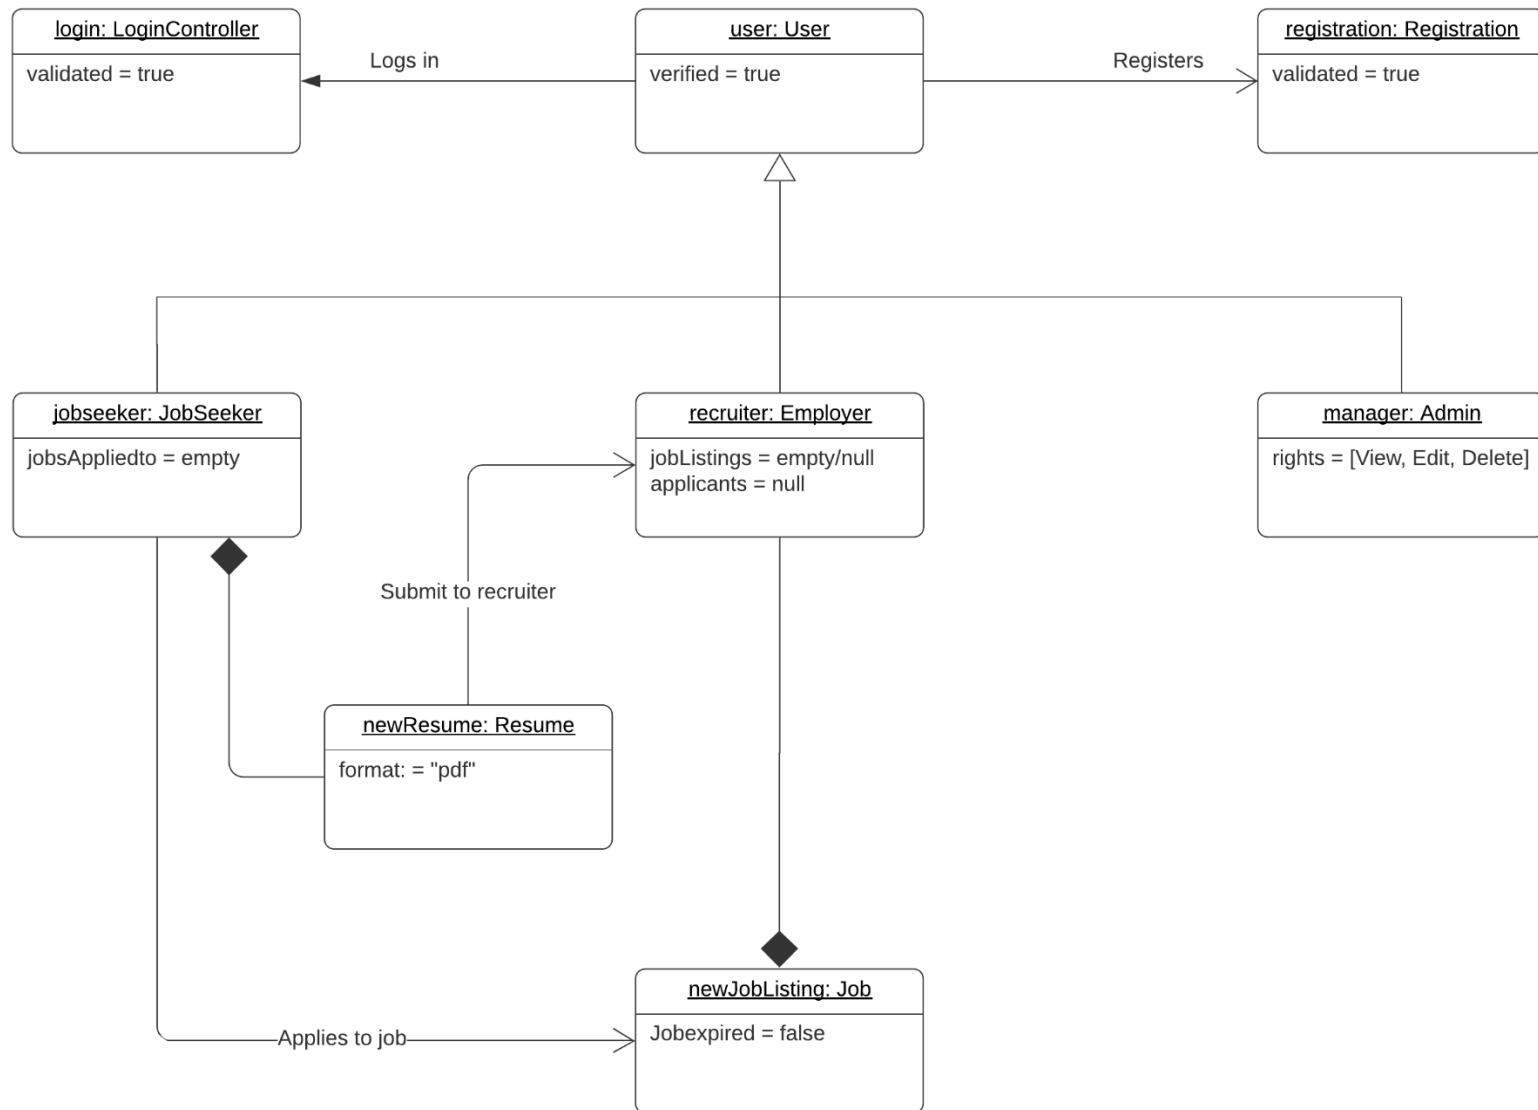 login: LoginController
validated = true
Logs in
user: User
verified = true
Registers
registration: Registration
validated = true
jobseeker: JobSeeker
jobsAppliedto = empty
recruiter: Employer
jobListings = empty/null
applicants = null
manager: Admin
rights = [View, Edit, Delete]
Submit to recruiter
newResume: Resume
format: = "pdf"
newJobListing: Job
Jobexpired = false
Applies to job